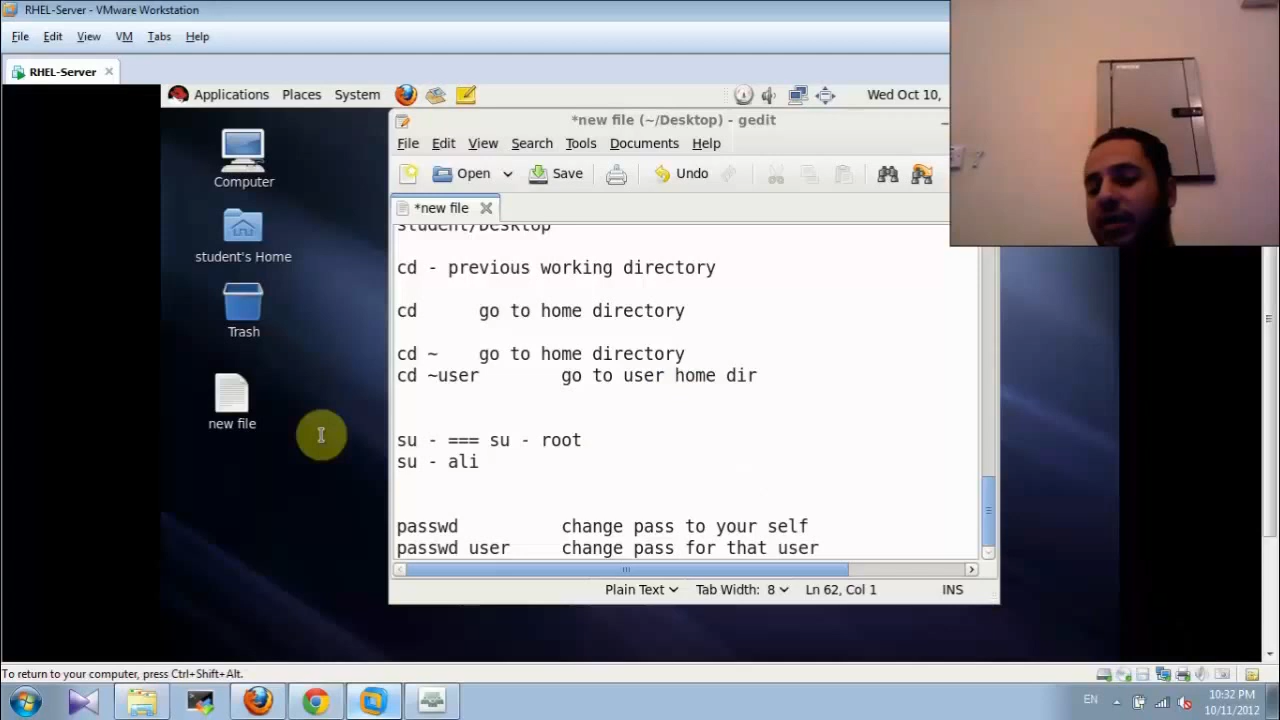 RHEL-Server - VMware Workstation
File Edit View VM Tabs Help
RHEL-Server
Applications Places System Wed Oct 10,
*new file (~/Desktop) - gedit
File Edit View Search Tools Documents Help
Open Save Undo
*new file
student/Desktop
cd - previous working directory
cd go to home directory
cd ~ go to home directory
cd ~user go to user home dir
su - === su - root
su - ali
passwd change pass to your self
passwd user change pass for that user
Plain Text Tab Width: 8 Ln 62, Col 1 INS
Computer
student's Home
Trash
new file
To return to your computer, press Ctrl+Shift+Alt.
EN
10:32 PM
10/11/2012